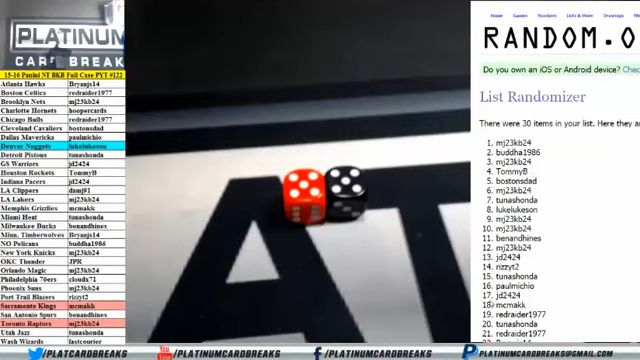 PLATINUM
CARD BREAKS
15-16 Panini NT BKB Full Case PYT #122
Atlanta Hawks Bryanjs14
Boston Celtics redraider1977
Brooklyn Nets mj23kb24
Charlotte Hornets hoopercards
Chicago Bulls redraider1977
Cleveland Cavaliers bostonsdad
Dallas Mavericks paulmichio
Denver Nuggets lukelukeson
Detroit Pistons tunashonda
GS Warriors jd2424
Houston Rockets TommyB
Indiana Pacers jd2424
LA Clippers damj91
LA Lakers mj23kb24
Memphis Grizzlies mcmakk
Miami Heat tunashonda
Milwaukee Bucks benandhines
Minn. Timberwolves Bryanjs14
NO Pelicans buddha1986
New York Knicks mj23kb24
OKC Thunder JPR
Orlando Magic mj23kb24
Philadelphia 76ers cloudx71
Phoenix Suns mj23kb24
Port Trail Blazers rizzyt2
Sacramento Kings mcmakk
San Antonio Spurs benandhines
Toronto Raptors mj23kb24
Utah Jazz tunashonda
Wash Wizards fastcourier
AT
Home Games Numbers Lists & More Drawings
RANDOM.O
Do you own an iOS or Android device? Chec
List Randomizer
There were 30 items in your list. Here they a
1. mj23kb24
2. buddha1986
3. mj23kb24
4. TommyB
5. bostonsdad
6. mj23kb24
7. tunashonda
8. lukelukeson
9. mj23kb24
10. mj23kb24
11. benandhines
12. mj23kb24
13. jd2424
14. rizzyt2
15. tunashonda
16. paulmichio
17. jd2424
18. mcmakk
19. redraider1977
20. tunashonda
21. redraider1977
/PLATCARDBREAKS
You Tube /PLATINUMCARDBREAKS
PLATINUMCARDBREAKS@GMAIL.COM